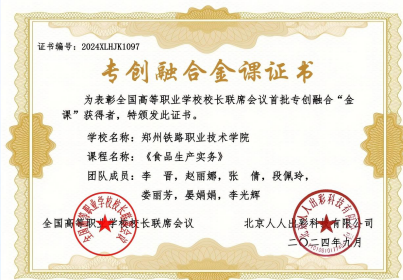 证书编号：2024XLHJK1097
专创融合金课证书
为表彰全国高等职业学校校长联席会议首批专创融合“金
课”获得者，特颁发此证书。
学校名称：郑州铁路职业技术学院
课程名称：《食品生产实务》
团队成员：李　晋，赵丽娜，张　倩，段佩玲，
娄丽芳，晏娟娟，李光辉
全国高等职业学校校长联席会议
北京人人出彩科技有限公司
二〇二四年九月